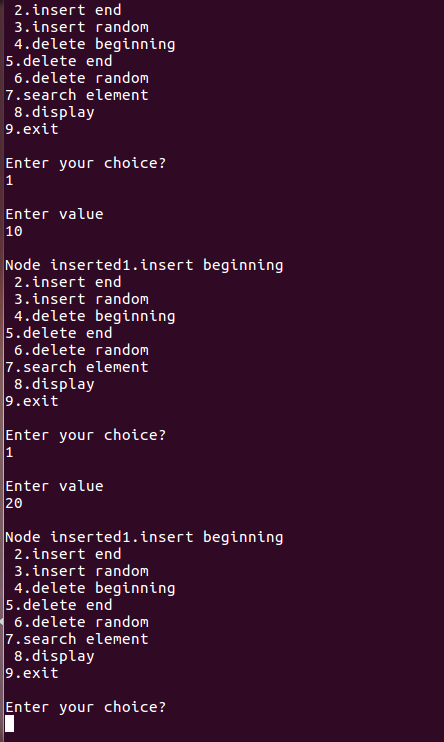 2.insert end
3.insert random
4.delete beginning
5.delete end
6.delete random
7.search element
8.display
9.exit
Enter your choice?
1
Enter value
10
Node inserted1.insert beginning
2.insert end
3.insert random
4.delete beginning
5.delete end
6.delete random
7.search element
8.display
9.exit
Enter your choice?
1
Enter value
20
Node inserted1.insert beginning
2.insert end
3.insert random
4.delete beginning
5.delete end
6.delete random
7.search element
8.display
9.exit
Enter your choice?